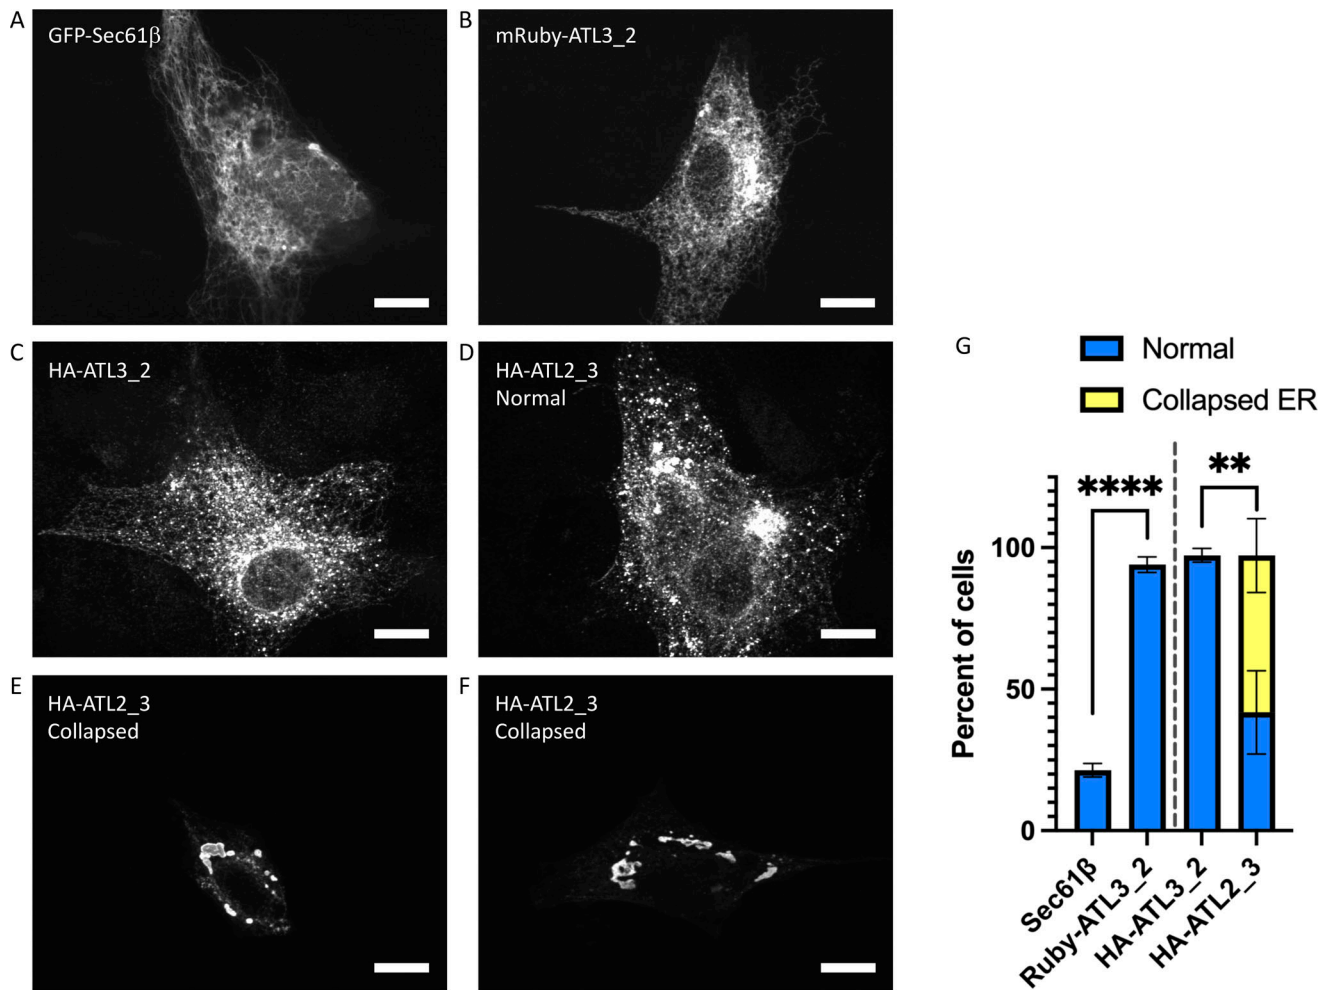 A
GFP-Sec61β
B
mRuby-ATL3_2
C
HA-ATL3_2
D
HA-ATL2_3
Normal
E
HA-ATL2_3
Collapsed
F
HA-ATL2_3
Collapsed
G
Normal
Collapsed ER
****
**
100
50
0
Percent of cells
Sec61β
Ruby-ATL3_2
HA-ATL3_2
HA-ATL2_3